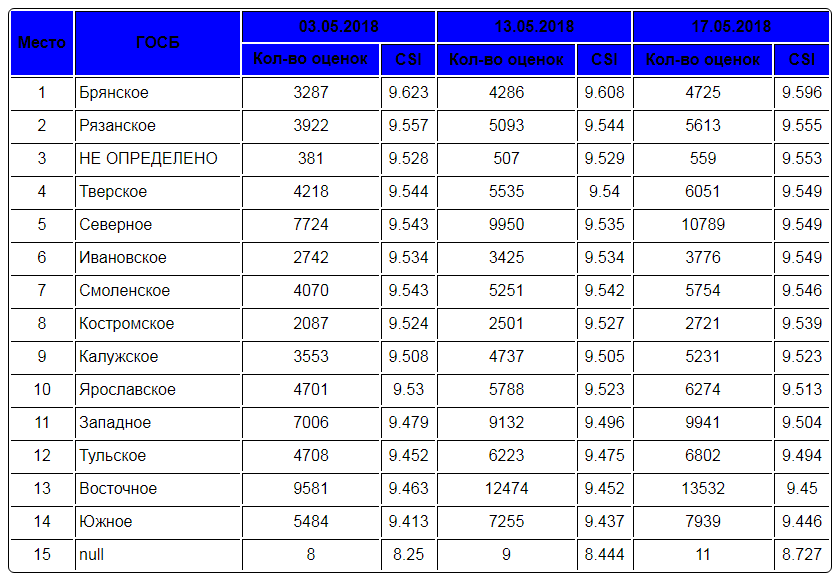 Место ГОСБ 03.05.2018 13.05.2018 17.05.2018
Кол-во оценок CSI Кол-во оценок CSI Кол-во оценок CSI
1 Брянское 3287 9.623 4286 9.608 4725 9.596
2 Рязанское 3922 9.557 5093 9.544 5613 9.555
3 НЕ ОПРЕДЕЛЕНО 381 9.528 507 9.529 559 9.553
4 Тверское 4218 9.544 5535 9.54 6051 9.549
5 Северное 7724 9.543 9950 9.535 10789 9.549
6 Ивановское 2742 9.534 3425 9.534 3776 9.549
7 Смоленское 4070 9.543 5251 9.542 5754 9.546
8 Костромское 2087 9.524 2501 9.527 2721 9.539
9 Калужское 3553 9.508 4737 9.505 5231 9.523
10 Ярославское 4701 9.53 5788 9.523 6274 9.513
11 Западное 7006 9.479 9132 9.496 9941 9.504
12 Тульское 4708 9.452 6223 9.475 6802 9.494
13 Восточное 9581 9.463 12474 9.452 13532 9.45
14 Южное 5484 9.413 7255 9.437 7939 9.446
15 null 8 8.25 9 8.444 11 8.727